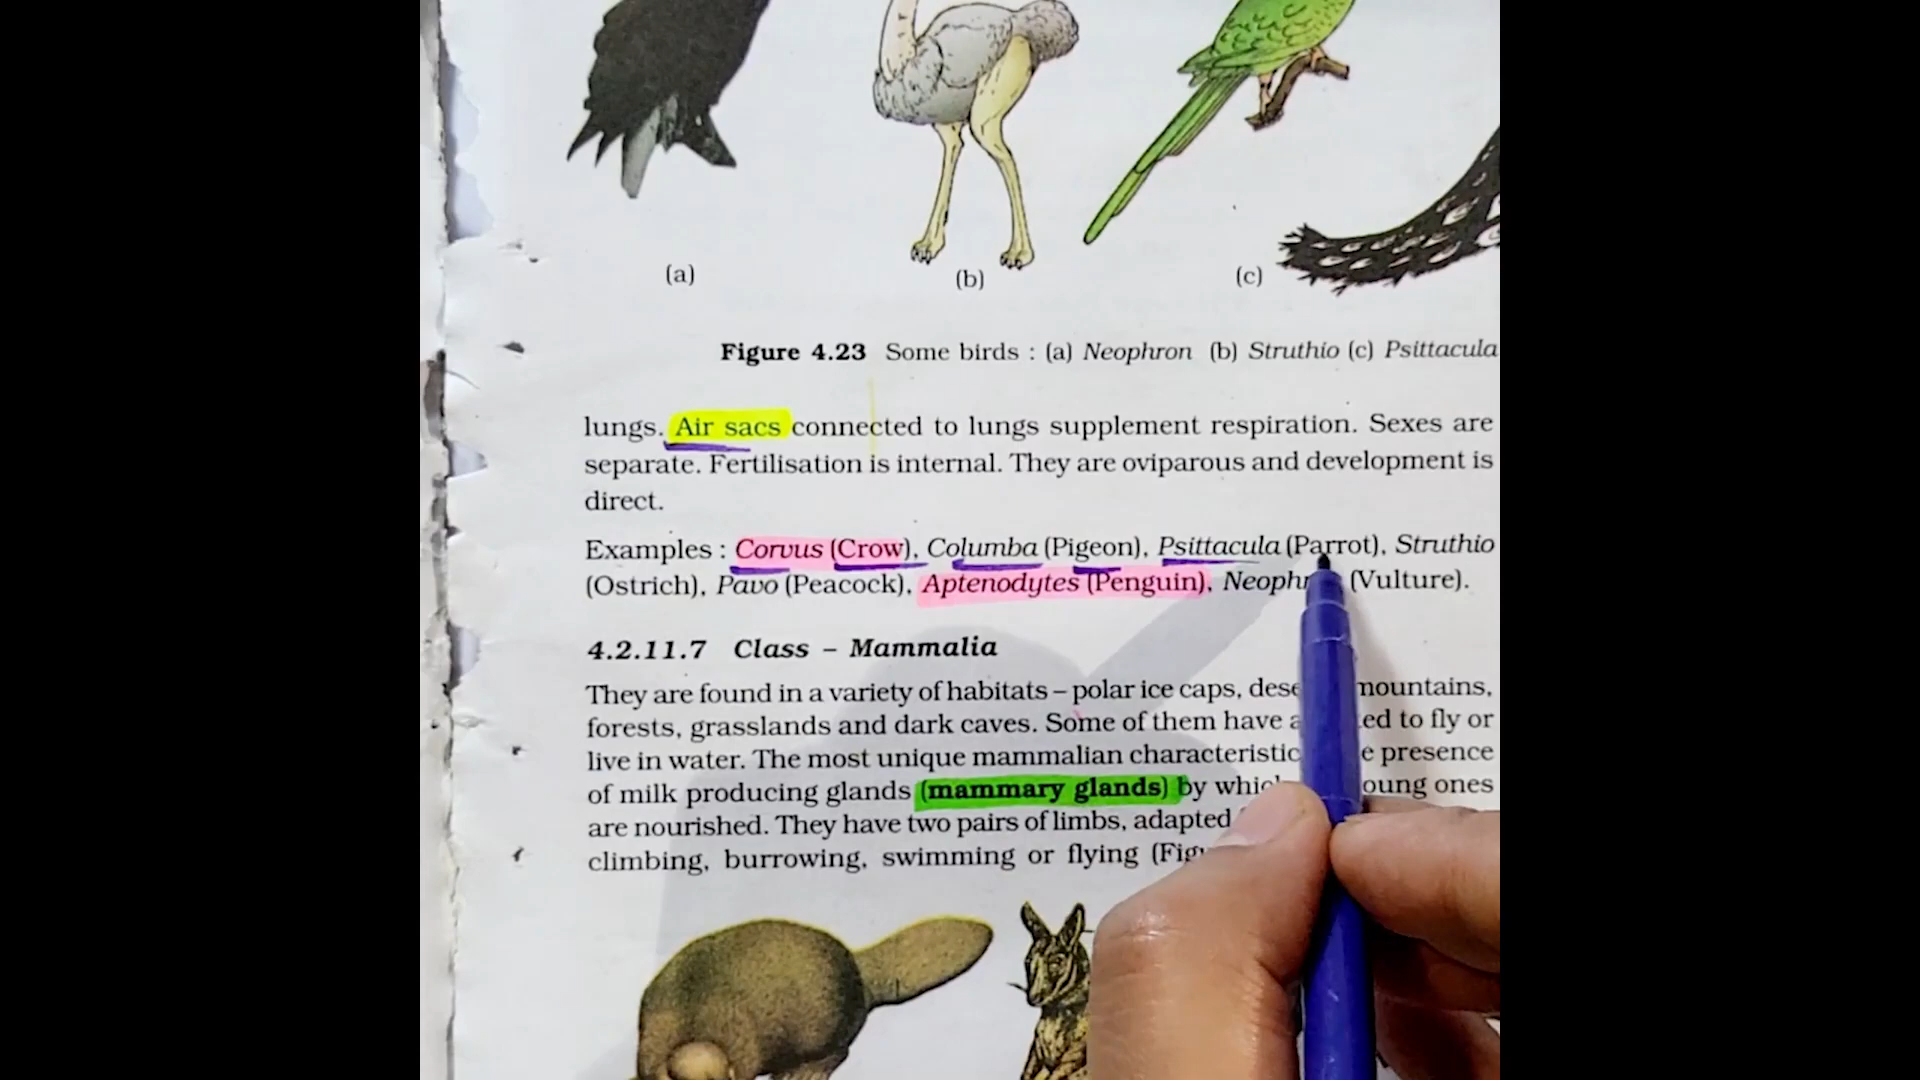 (a) (b) (c)
Figure 4.23 Some birds : (a) Neophron (b) Struthio (c) Psittacula
lungs. Air sacs connected to lungs supplement respiration. Sexes are
separate. Fertilisation is internal. They are oviparous and development is
direct.
Examples : Corvus (Crow), Columba (Pigeon), Psittacula (Parrot), Struthio
(Ostrich), Pavo (Peacock), Aptenodytes (Penguin), (Vulture).
4.2.11.7 Class – Mammalia
They are found in a variety of habitats – polar ice caps, mountains,
forests, grasslands and dark caves. Some of them have to fly or
live in water. The most unique mammalian characteristic presence
of milk producing glands (mammary glands) by ones
are nourished. They have two pairs of limbs, adapted
climbing, burrowing, swimming or flying